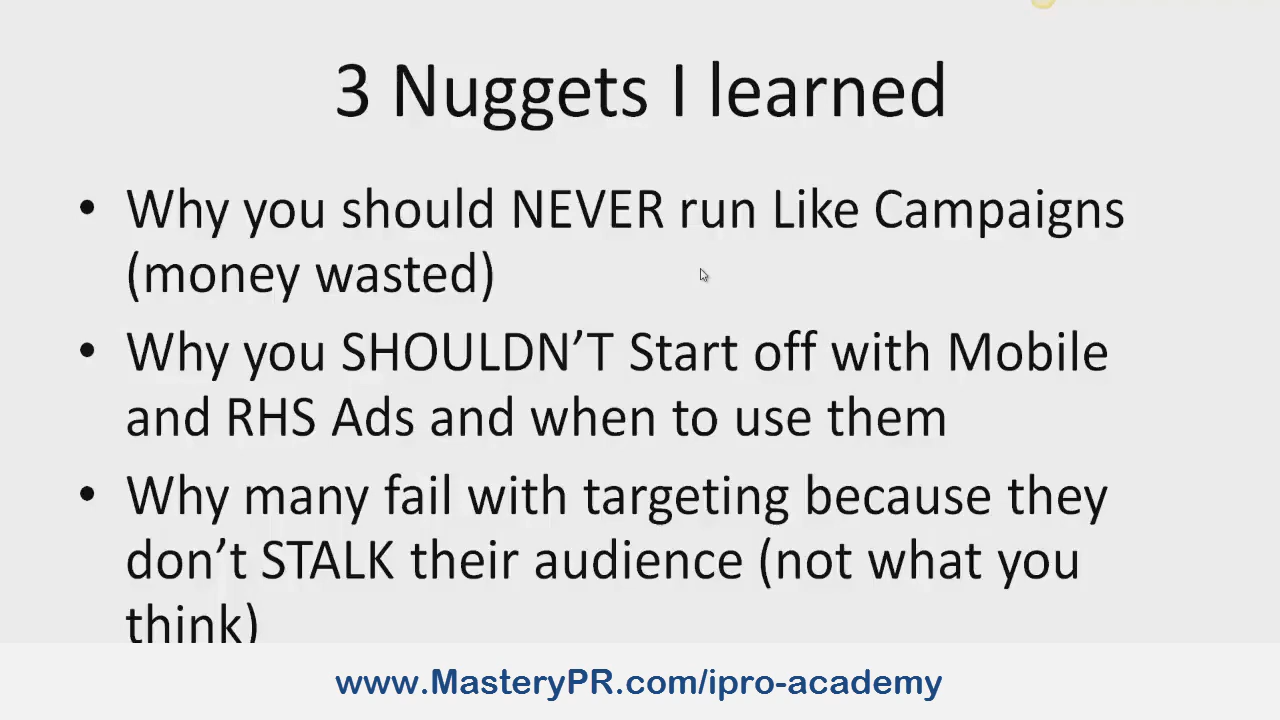 3 Nuggets I learned
• Why you should NEVER run Like Campaigns
(money wasted)
• Why you SHOULDN’T Start off with Mobile
and RHS Ads and when to use them
• Why many fail with targeting because they
don’t STALK their audience (not what you
think)
www.MasteryPR.com/ipro-academy